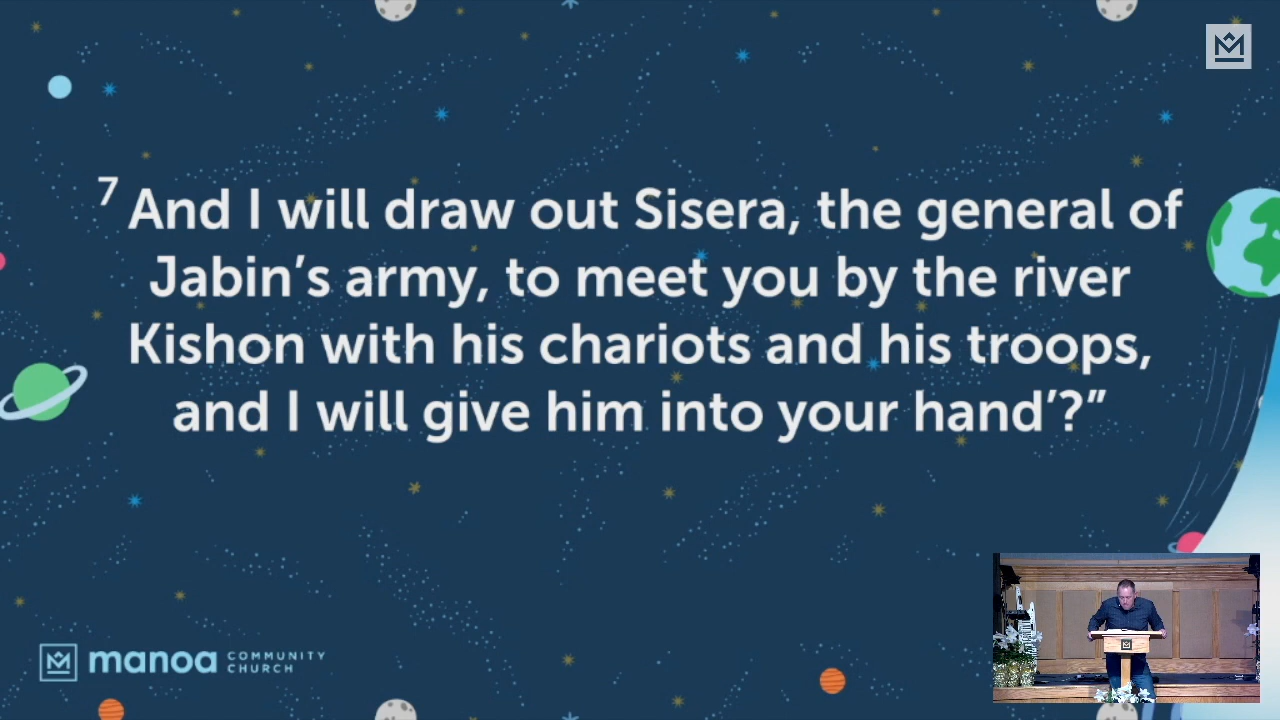 7 And I will draw out Sisera, the general of
Jabin’s army, to meet you by the river
Kishon with his chariots and his troops,
and I will give him into your hand’?”
manoa COMMUNITY
CHURCH